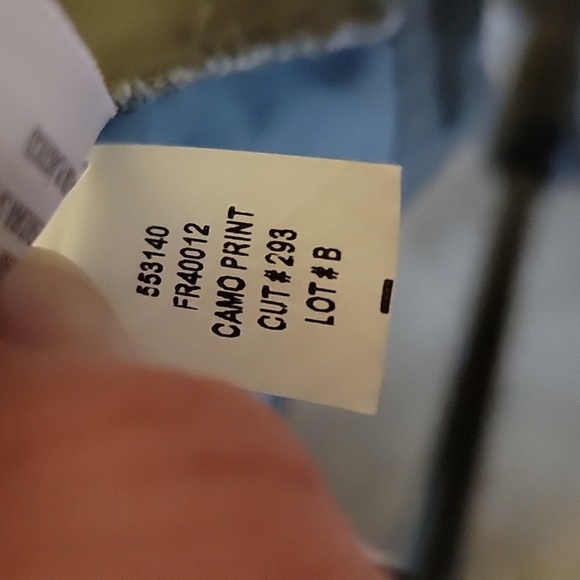 553140
FR40012
CAMO PRINT
CUT # 293
LOT # B